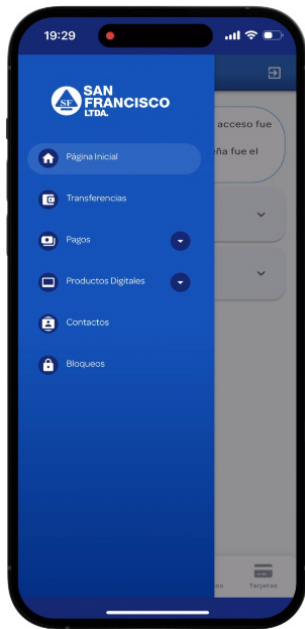 19:29
SF
SAN
FRANCISCO
LTDA.
acceso fue
ña fue el
Página Inicial
Transferencias
Pagos
Productos Digitales
Contactos
Bloqueos
Tarjetas